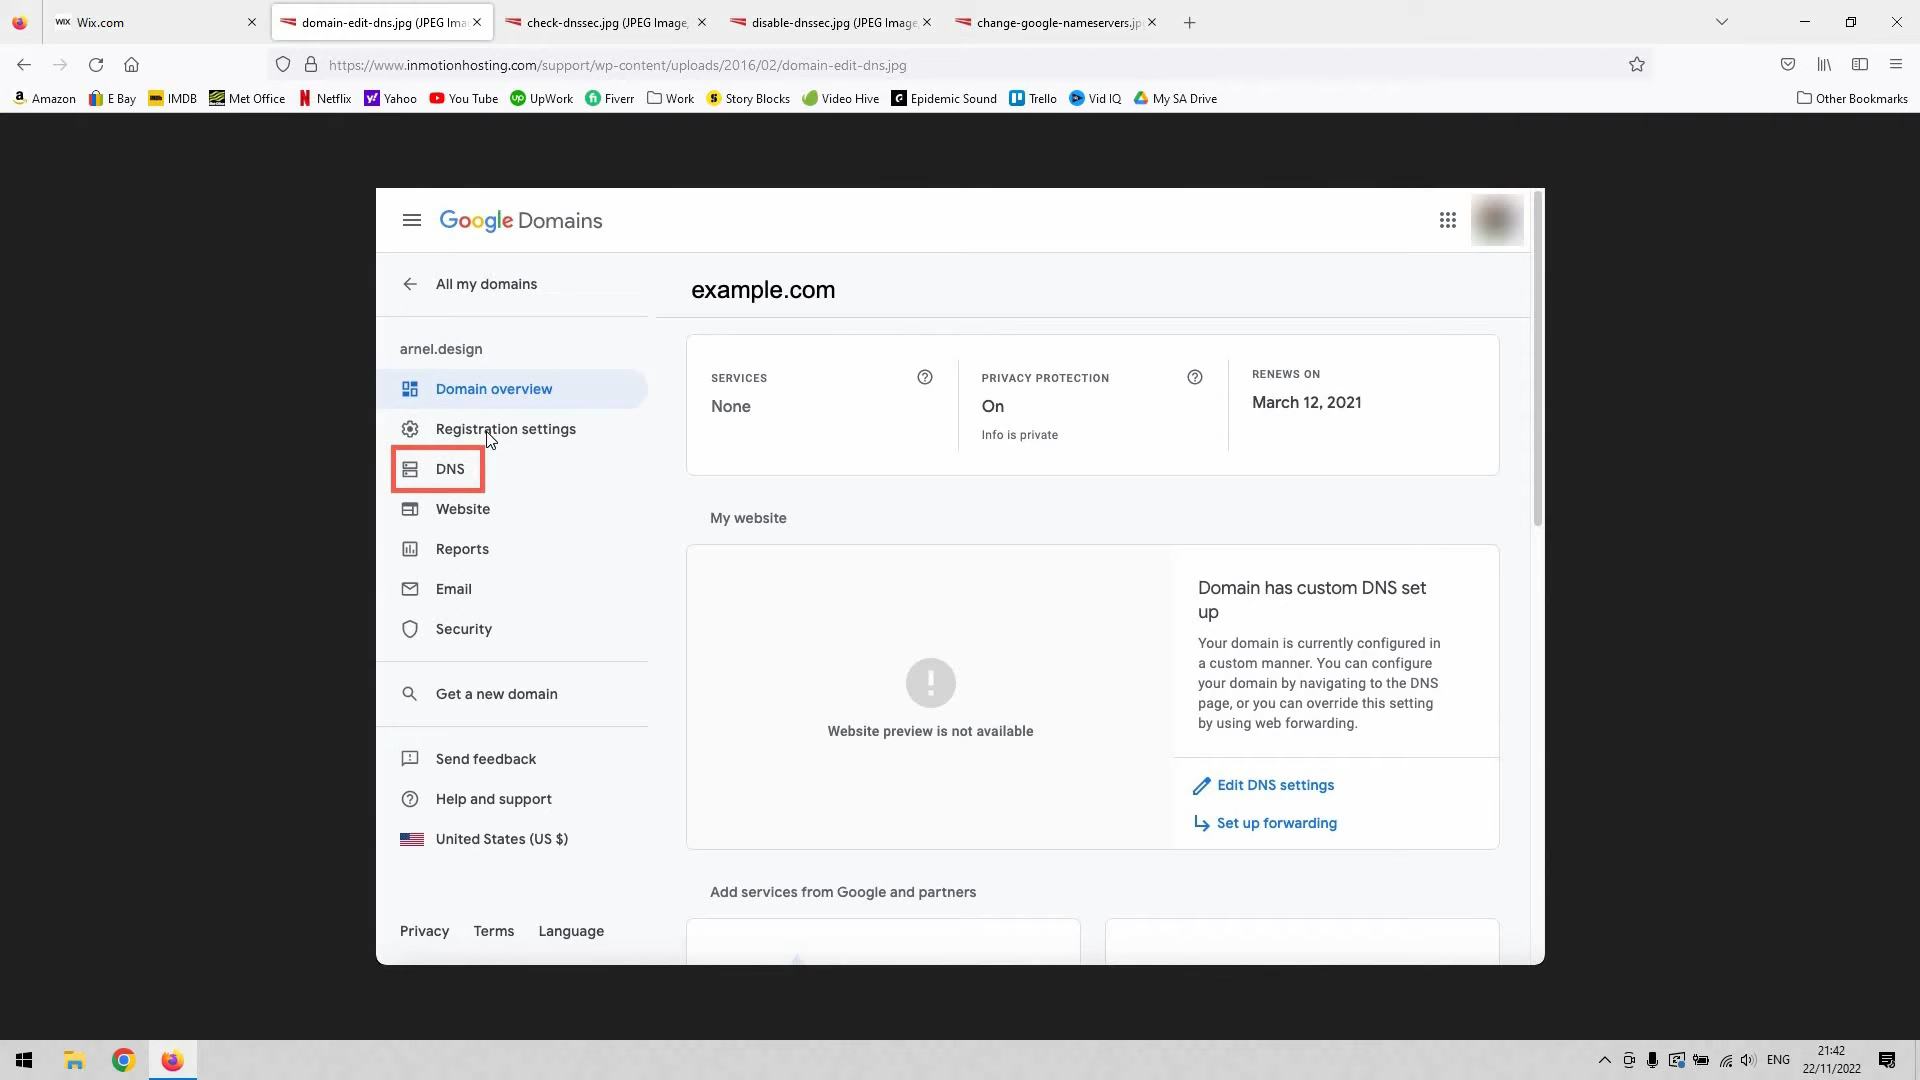 Wix.com
domain-edit-dns.jpg (JPEG Ima
check-dnssec.jpg (JPEG Image,
disable-dnssec.jpg (JPEG Image,
change-google-nameservers.jp
https://www.inmotionhosting.com/support/wp-content/uploads/2016/02/domain-edit-dns.jpg
Amazon
E Bay
IMDB
Met Office
Netflix
Yahoo
You Tube
UpWork
Fiverr
Work
Story Blocks
Video Hive
Epidemic Sound
Trello
Vid IQ
My SA Drive
Other Bookmarks
Google Domains
All my domains
example.com
arnel.design
Domain overview
Registration settings
DNS
Website
Reports
Email
Security
Get a new domain
Send feedback
Help and support
United States (US $)
Privacy Terms Language
SERVICES
None
PRIVACY PROTECTION
On
Info is private
RENEWS ON
March 12, 2021
My website
Website preview is not available
Domain has custom DNS set
up
Your domain is currently configured in
a custom manner. You can configure
your domain by navigating to the DNS
page, or you can override this setting
by using web forwarding.
Edit DNS settings
Set up forwarding
Add services from Google and partners
ENG
21:42
22/11/2022